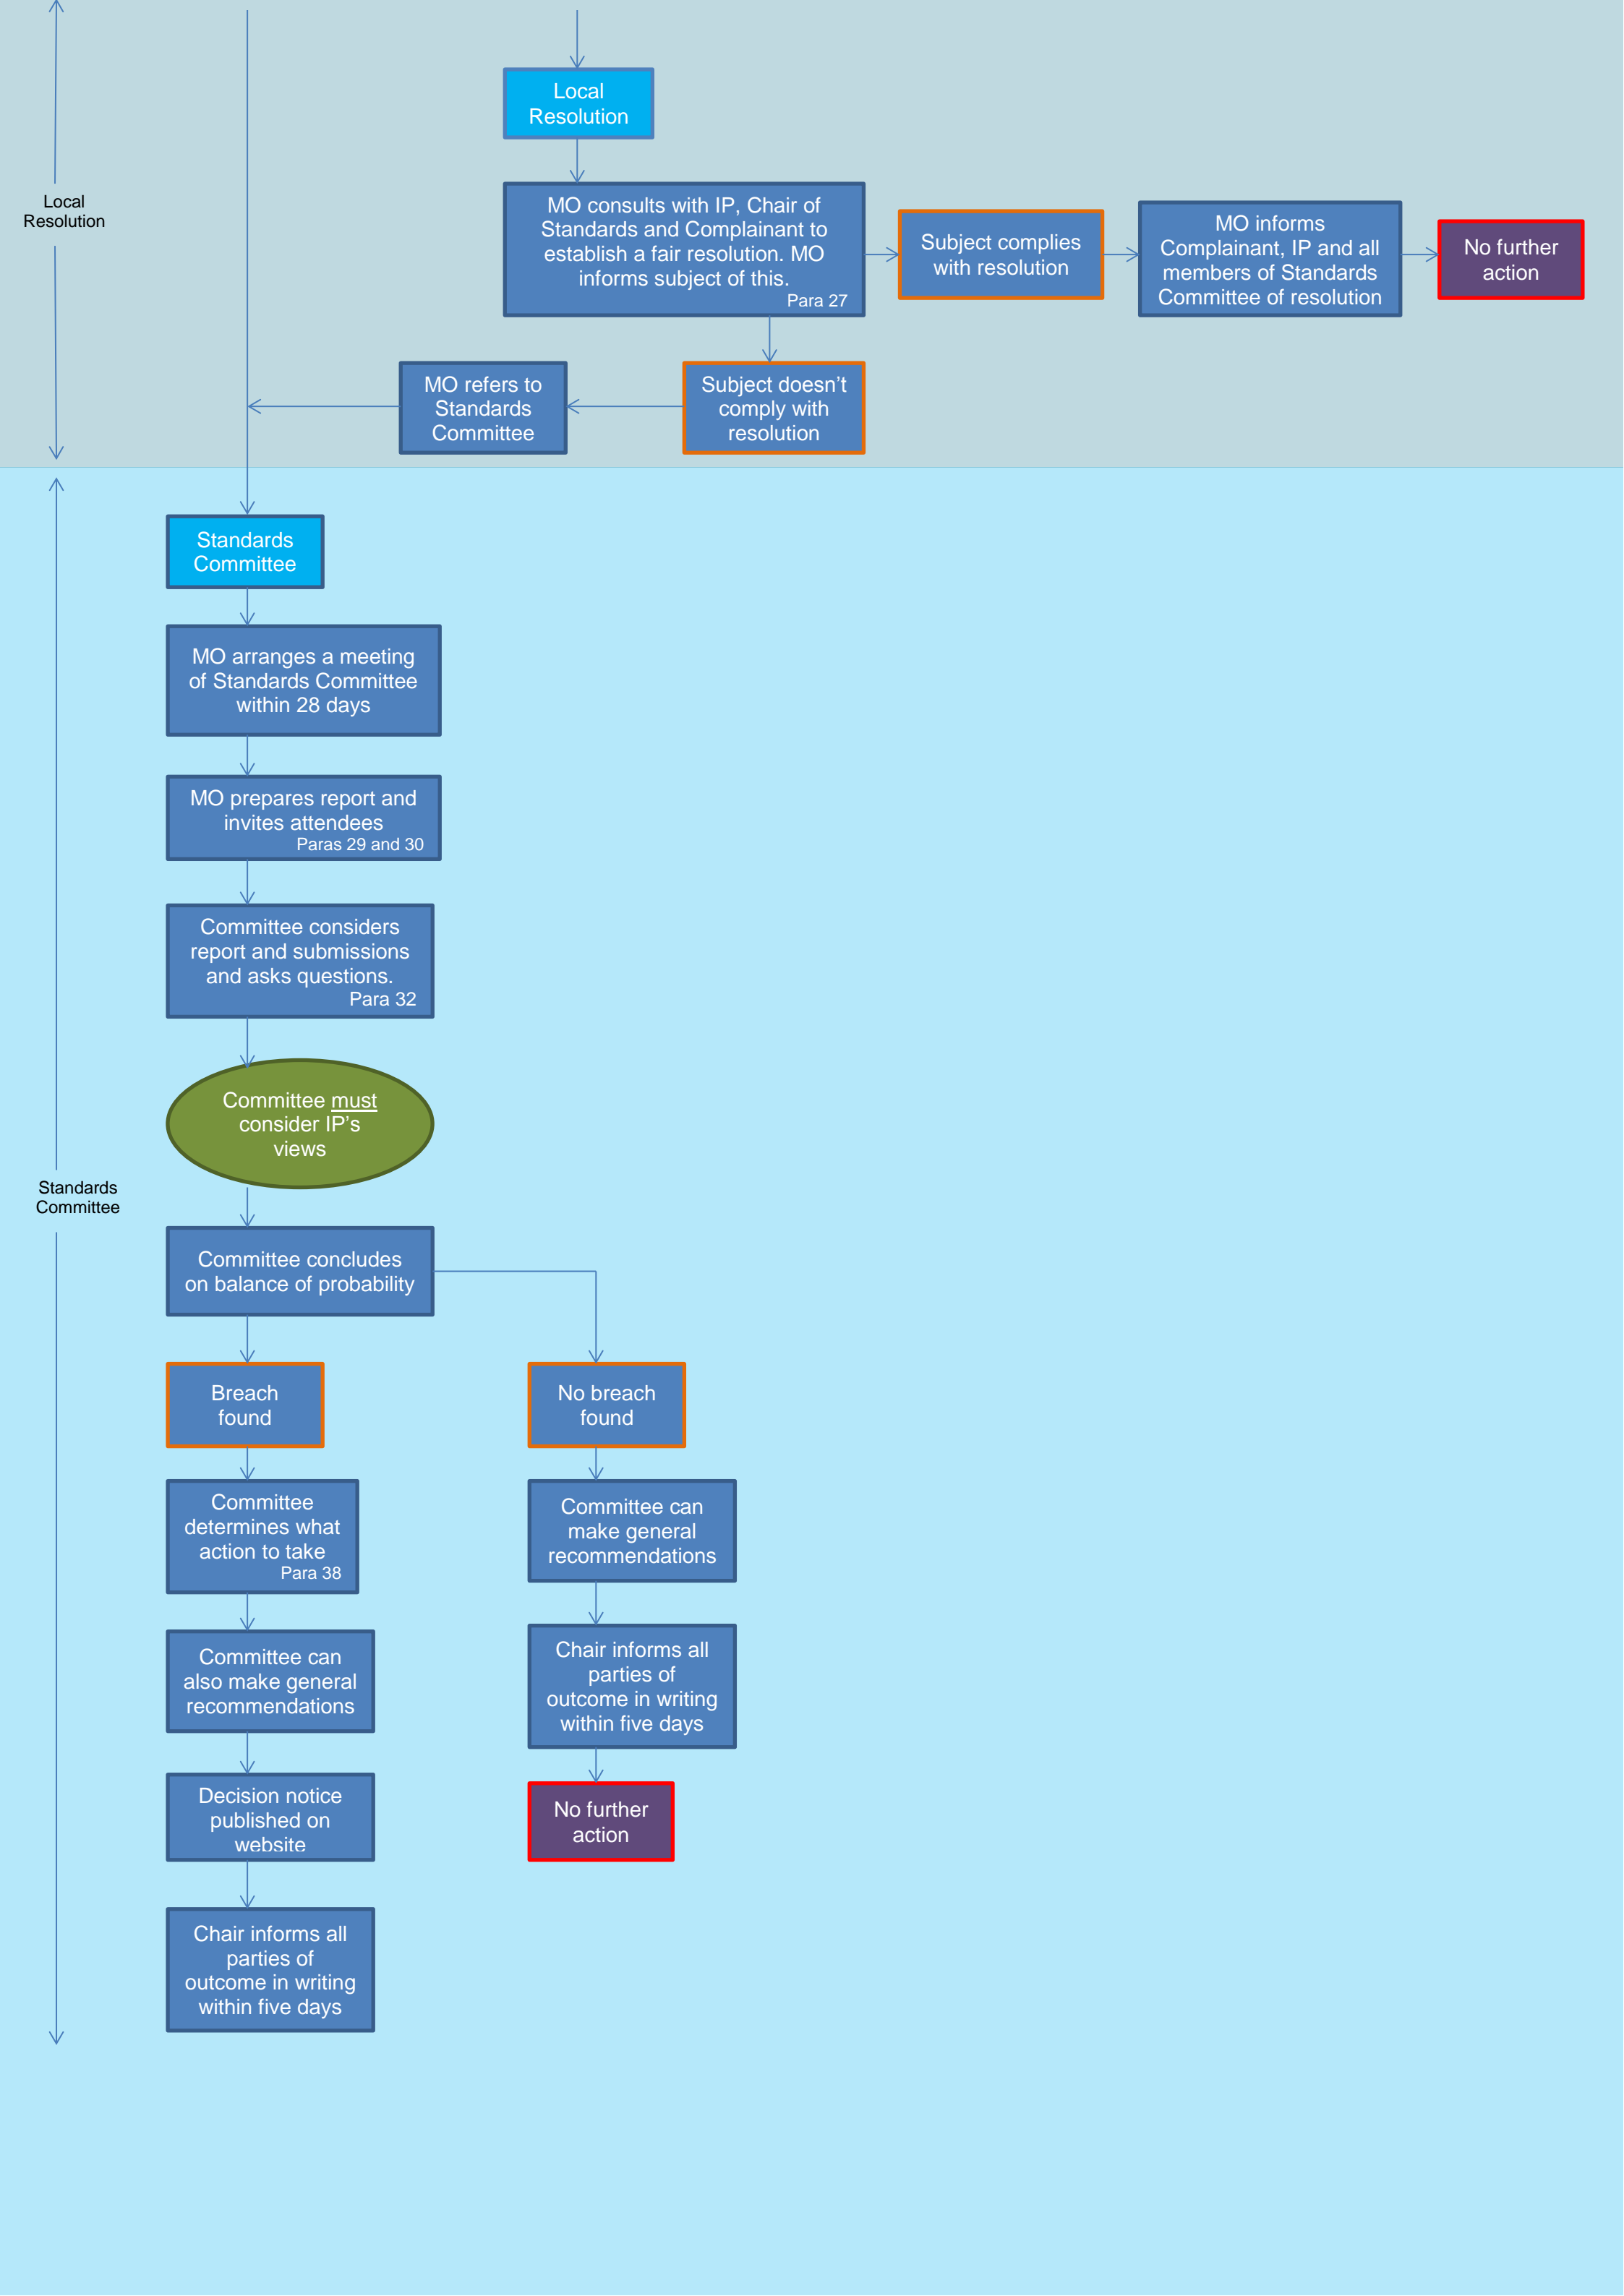 Local
Resolution
Local
Resolution
MO consults with IP, Chair of
Standards and Complainant to
establish a fair resolution. MO
informs subject of this.
Para 27
Subject complies
with resolution
MO informs
Complainant, IP and all
members of Standards
Committee of resolution
No further
action
Subject doesn't
comply with
resolution
MO refers to
Standards
Committee
Standards
Committee
Standards
Committee
MO arranges a meeting
of Standards Committee
within 28 days
MO prepares report and
invites attendees
Paras 29 and 30
Committee considers
report and submissions
and asks questions.
Para 32
Committee must
consider IP's
views
Committee concludes
on balance of probability
Breach
found
Committee
determines what
action to take
Para 38
Committee can
also make general
recommendations
Decision notice
published on
website
Chair informs all
parties of
outcome in writing
within five days
No breach
found
Committee can
make general
recommendations
Chair informs all
parties of
outcome in writing
within five days
No further
action